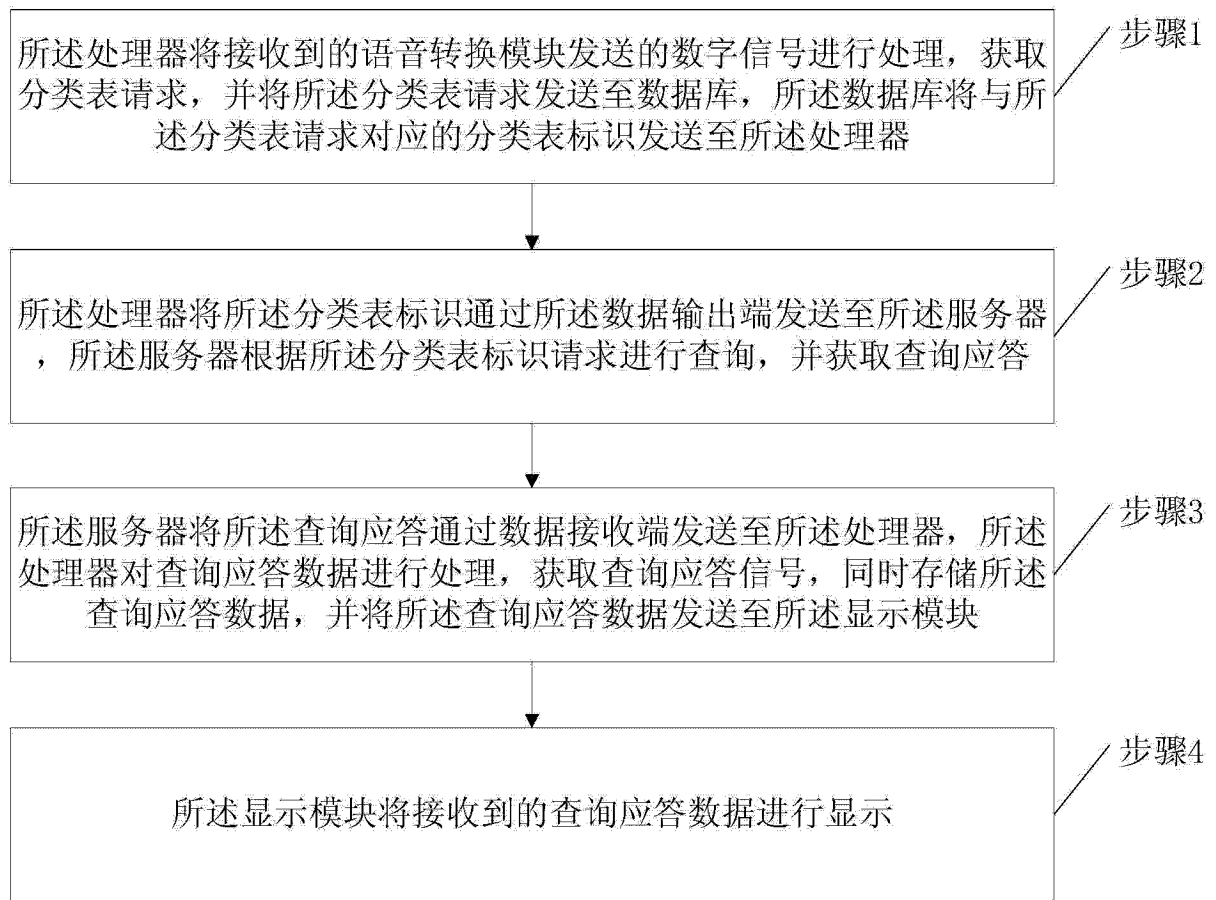 步骤1
所述处理器将接收到的语音转换模块发送的数字信号进行处理，获取
分类表请求，并将所述分类表请求发送至数据库，所述数据库将与所
述分类表请求对应的分类表标识发送至所述处理器
步骤2
所述处理器将所述分类表标识通过所述数据输出端发送至所述服务器
，所述服务器根据所述分类表标识请求进行查询，并获取查询应答
步骤3
所述服务器将所述查询应答通过数据接收端发送至所述处理器，所述
处理器对查询应答数据进行处理，获取查询应答信号，同时存储所述
查询应答数据，并将所述查询应答数据发送至所述显示模块
步骤4
所述显示模块将接收到的查询应答数据进行显示